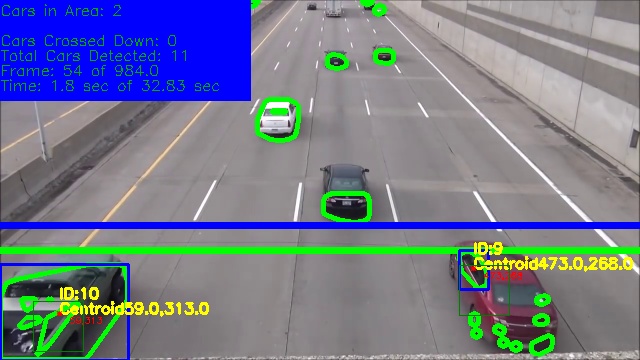 Cars in Area: 2
Cars Crossed Down: 0
Total Cars Detected: 11
Frame: 54 of 984.0
Time: 1.8 sec of 32.83 sec
ID:9
Centroid473.0,268.0
ID:10
Centroid59.0,313.0